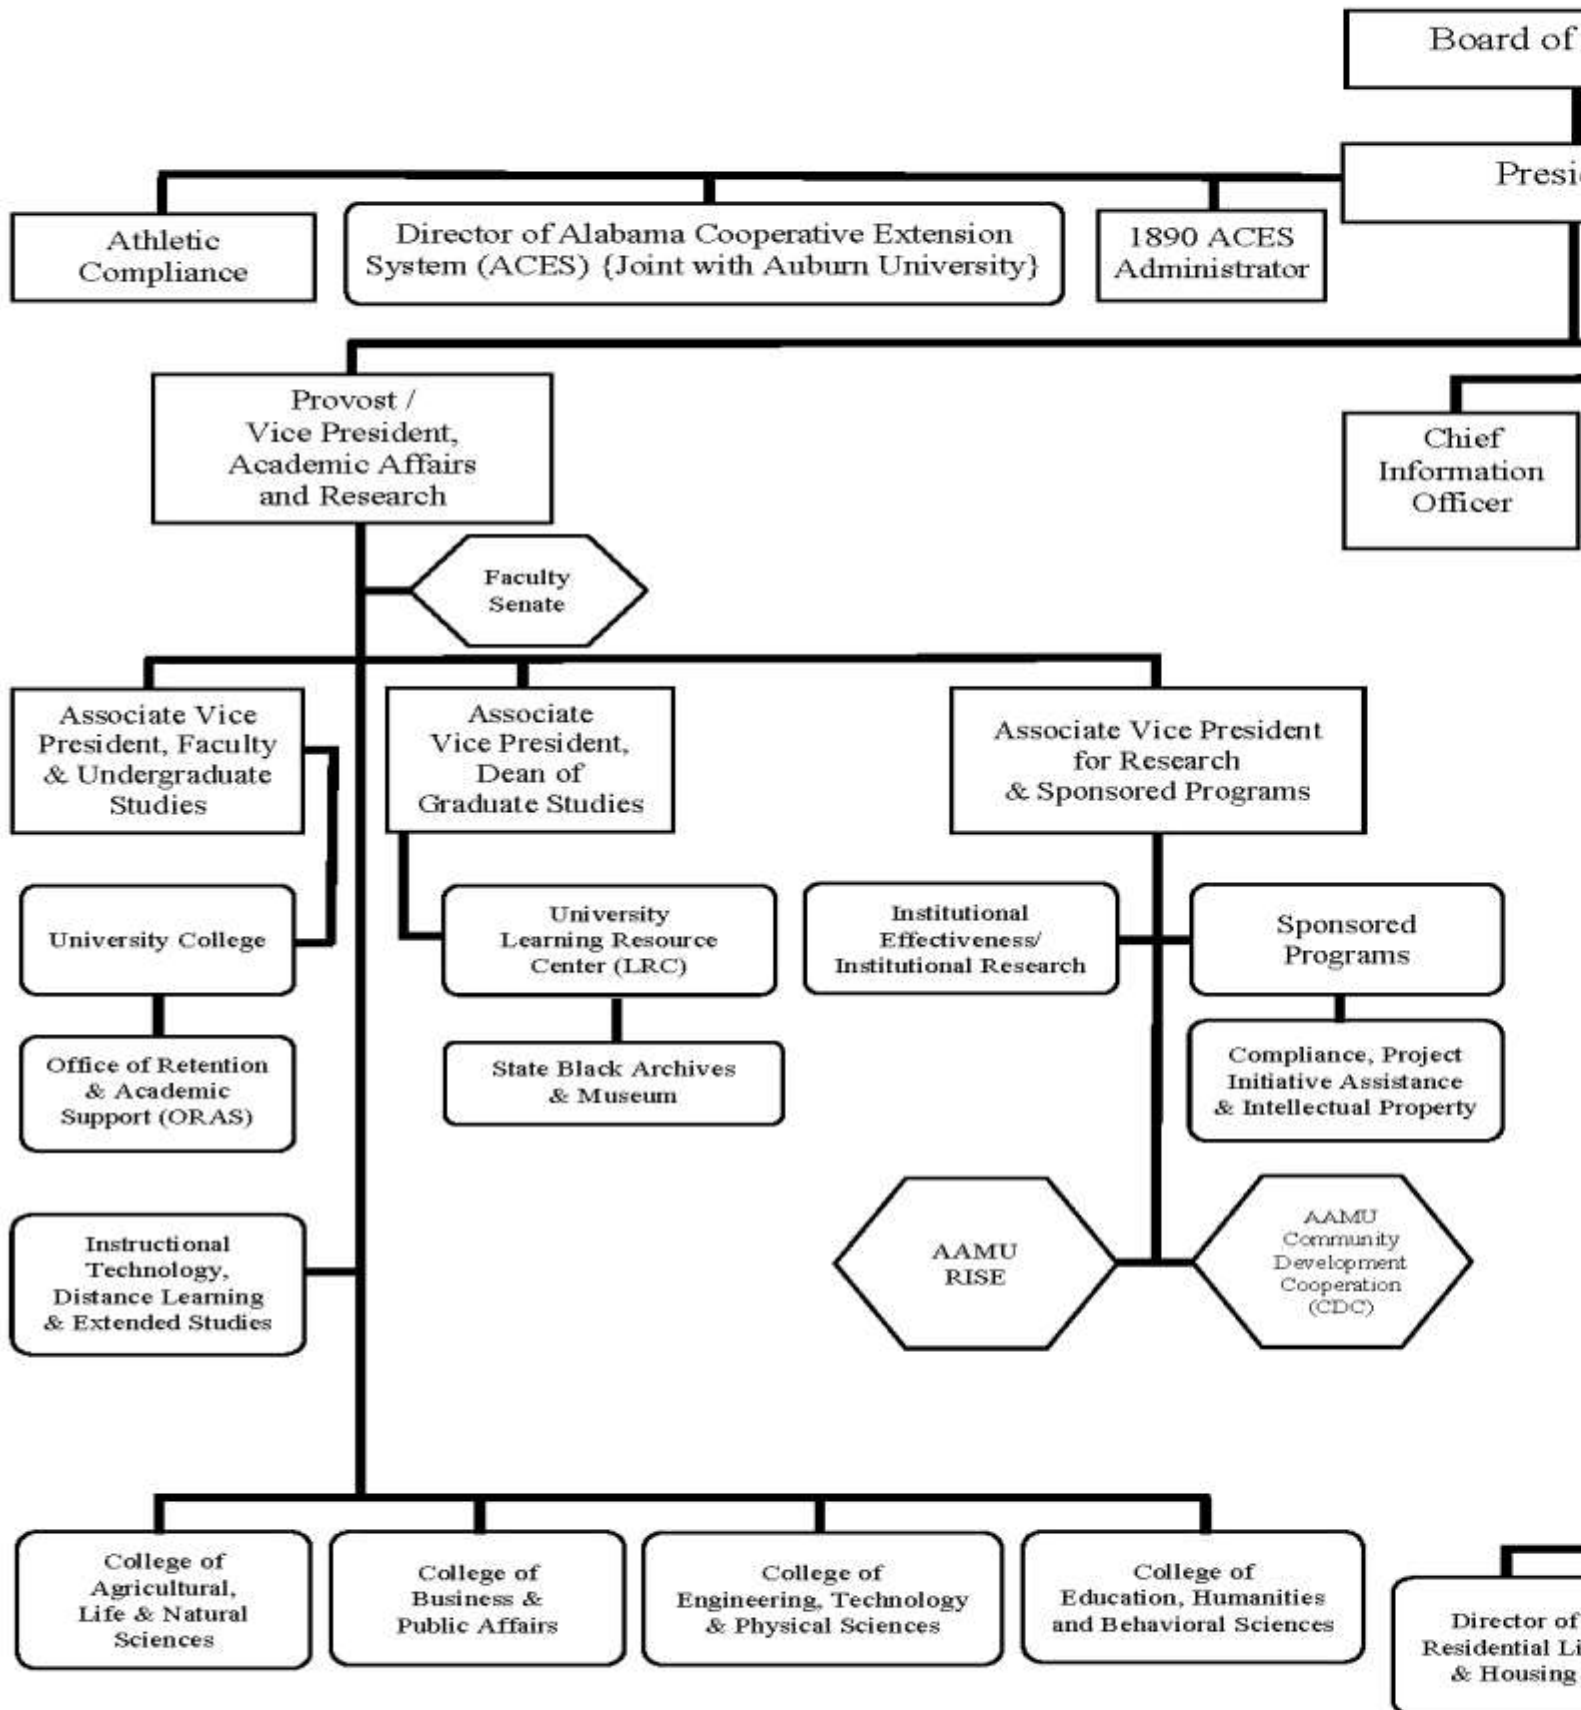 Board of
Athletic
Compliance
Director of Alabama Cooperative Extension
System (ACES) {Joint with Auburn University}
1890 ACES
Administrator
Provost /
Vice President,
Academic Affairs
and Research
Chief
Information
Officer
Faculty
Senate
Associate Vice
President, Faculty
& Undergraduate
Studies
Associate
Vice President,
Dean of
Graduate Studies
Associate Vice President
for Research
& Sponsored Programs
University College
University
Learning Resource
Center (LRC)
Institutional
Effectiveness/
Institutional Research
Sponsored
Programs
Office of Retention
& Academic
Support (ORAS)
State Black Archives
& Museum
Compliance, Project
Initiative Assistance
& Intellectual Property
Instructional
Technology,
Distance Learning
& Extended Studies
AAMU
RISE
AAMU
Community
Development
Cooperation
(CDC)
College of
Agricultural,
Life & Natural
Sciences
College of
Business &
Public Affairs
College of
Engineering, Technology
& Physical Sciences
College of
Education, Humanities
and Behavioral Sciences
Director of
Residential
& Housing